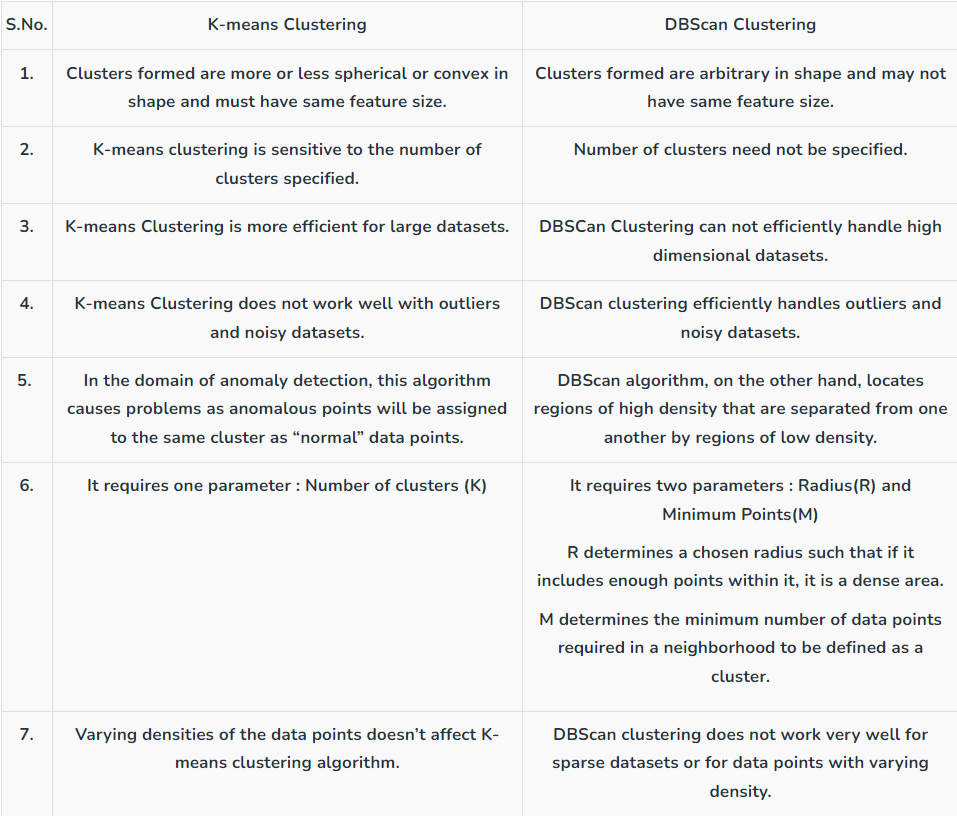 S.No. K-means Clustering DBScan Clustering
1. Clusters formed are more or less spherical or convex in
shape and must have same feature size.
Clusters formed are arbitrary in shape and may not
have same feature size.
2. K-means clustering is sensitive to the number of
clusters specified.
Number of clusters need not be specified.
3. K-means Clustering is more efficient for large datasets.
DBSCan Clustering can not efficiently handle high
dimensional datasets.
4. K-means Clustering does not work well with outliers
and noisy datasets.
DBScan clustering efficiently handles outliers and
noisy datasets.
5. In the domain of anomaly detection, this algorithm
causes problems as anomalous points will be assigned
to the same cluster as “normal” data points.
DBScan algorithm, on the other hand, locates
regions of high density that are separated from one
another by regions of low density.
6. It requires one parameter : Number of clusters (K)
It requires two parameters : Radius(R) and
Minimum Points(M)
R determines a chosen radius such that if it
includes enough points within it, it is a dense area.
M determines the minimum number of data points
required in a neighborhood to be defined as a
cluster.
7. Varying densities of the data points doesn’t affect K-
means clustering algorithm.
DBScan clustering does not work very well for
sparse datasets or for data points with varying
density.